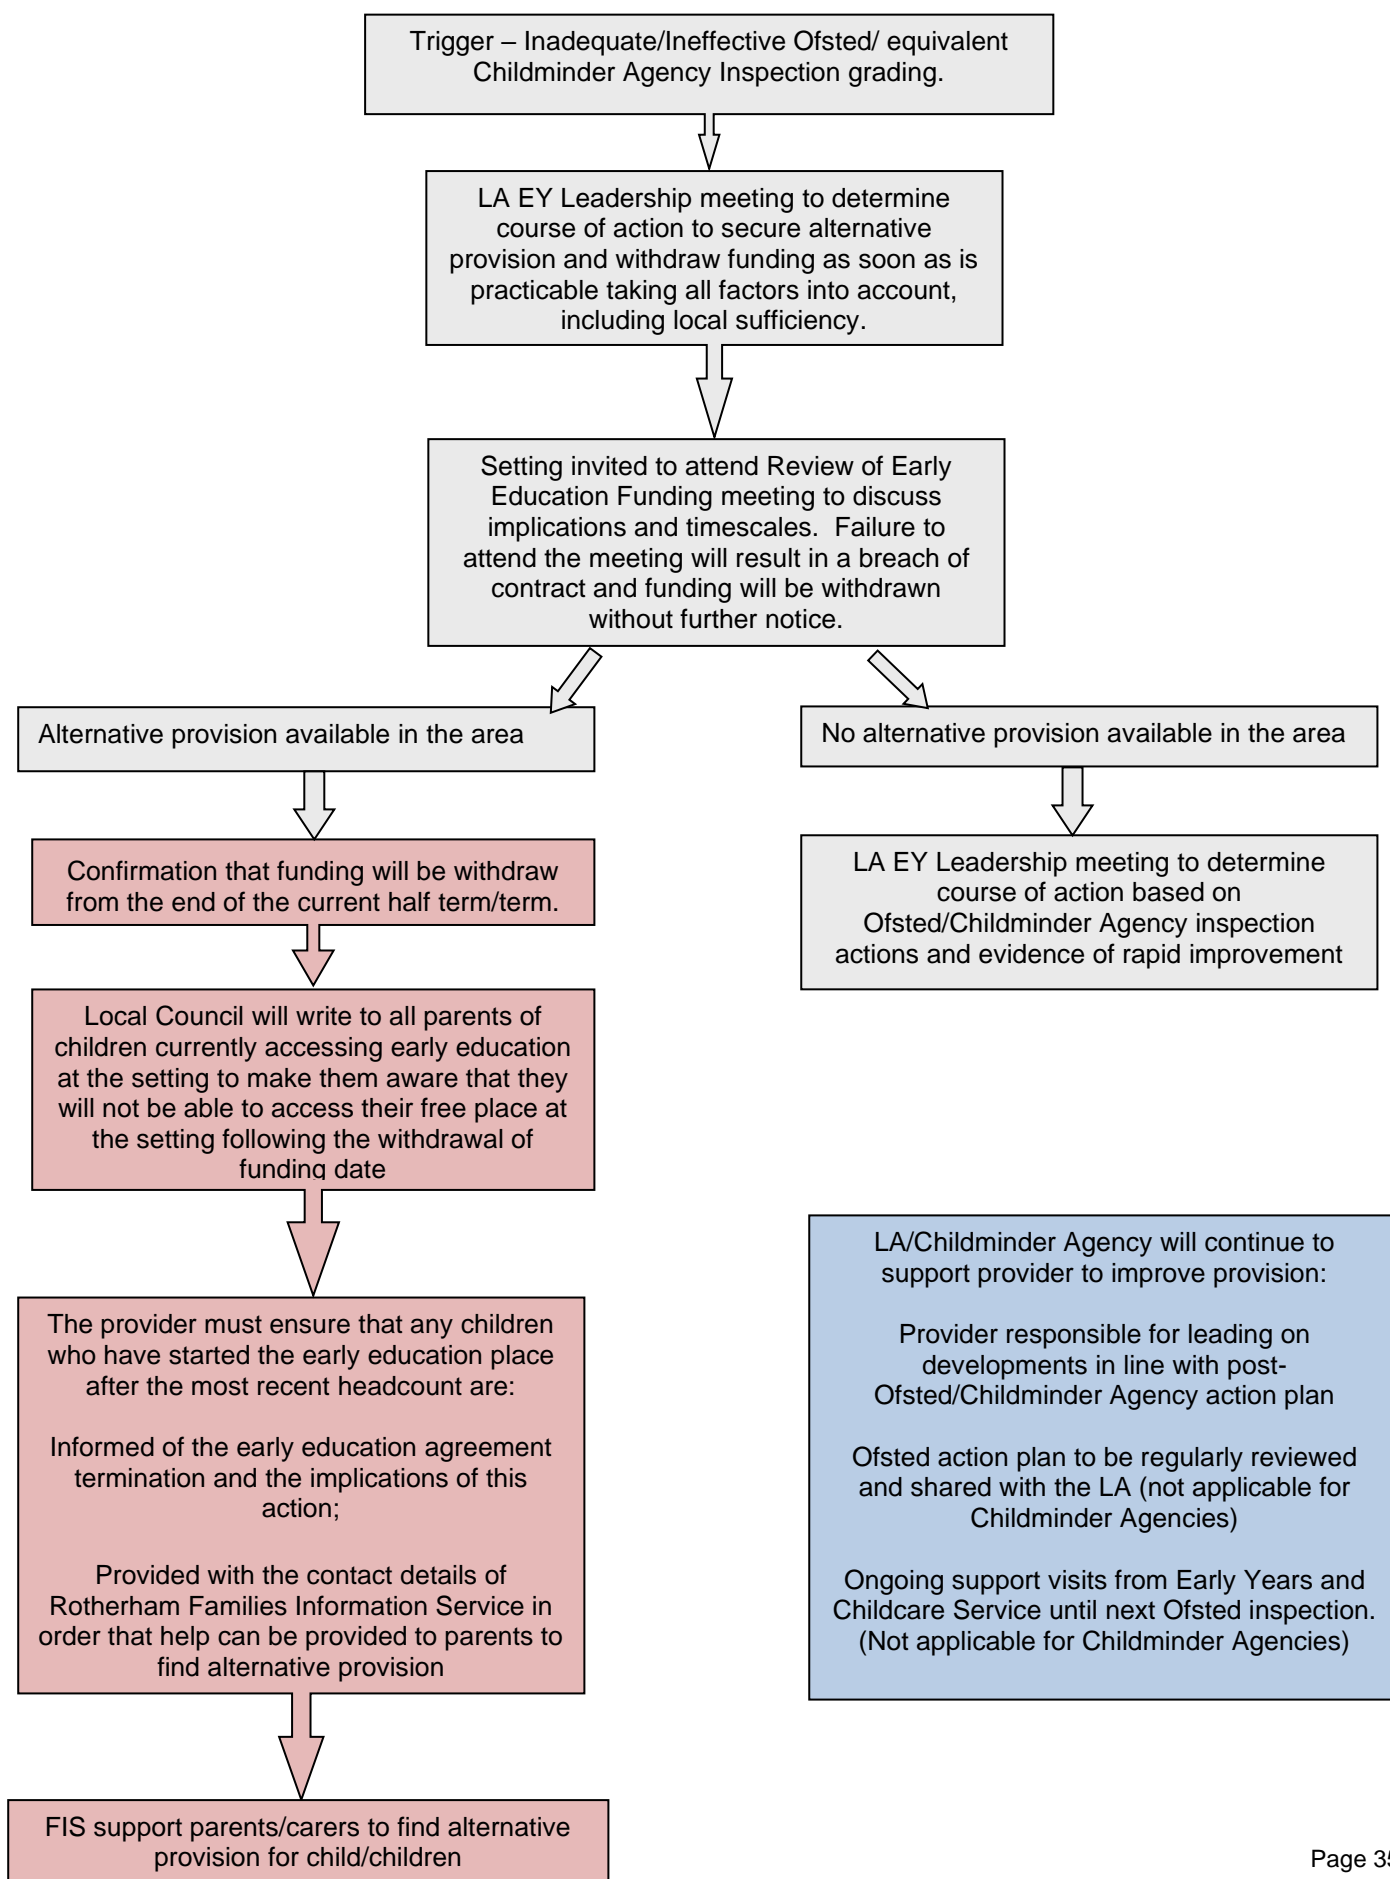 Trigger – Inadequate/Ineffective Ofsted/ equivalent
Childminder Agency Inspection grading.
LA EY Leadership meeting to determine
course of action to secure alternative
provision and withdraw funding as soon as is
practicable taking all factors into account,
including local sufficiency.
Setting invited to attend Review of Early
Education Funding meeting to discuss
implications and timescales.  Failure to
attend the meeting will result in a breach of
contract and funding will be withdrawn
without further notice.
Alternative provision available in the area
No alternative provision available in the area
Confirmation that funding will be withdraw
from the end of the current half term/term.
LA EY Leadership meeting to determine
course of action based on
Ofsted/Childminder Agency inspection
actions and evidence of rapid improvement
Local Council will write to all parents of
children currently accessing early education
at the setting to make them aware that they
will not be able to access their free place at
the setting following the withdrawal of
funding date
The provider must ensure that any children
who have started the early education place
after the most recent headcount are:
Informed of the early education agreement
termination and the implications of this
action;
Provided with the contact details of
Rotherham Families Information Service in
order that help can be provided to parents to
find alternative provision
LA/Childminder Agency will continue to
support provider to improve provision:
Provider responsible for leading on
developments in line with post-
Ofsted/Childminder Agency action plan
Ofsted action plan to be regularly reviewed
and shared with the LA (not applicable for
Childminder Agencies)
Ongoing support visits from Early Years and
Childcare Service until next Ofsted inspection.
(Not applicable for Childminder Agencies)
FIS support parents/carers to find alternative
provision for child/children
Page 35